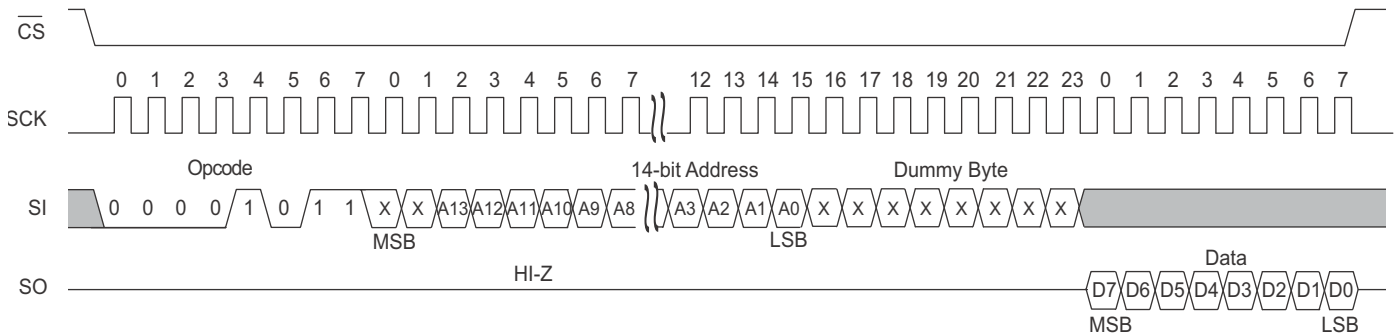 CS
0 1 2 3 4 5 6 7 0 1 2 3 4 5 6 7 12 13 14 15 16 17 18 19 20 21 22 23 0 1 2 3 4 5 6 7
SCK
Opcode 14-bit Address Dummy Byte
SI 0 0 0 0 1 0 1 1 X X A13 A12 A11 A10 A9 A8 A3 A2 A1 A0 X X X X X X X X
MSB LSB
HI-Z Data
SO D7 D6 D5 D4 D3 D2 D1 D0
MSB LSB